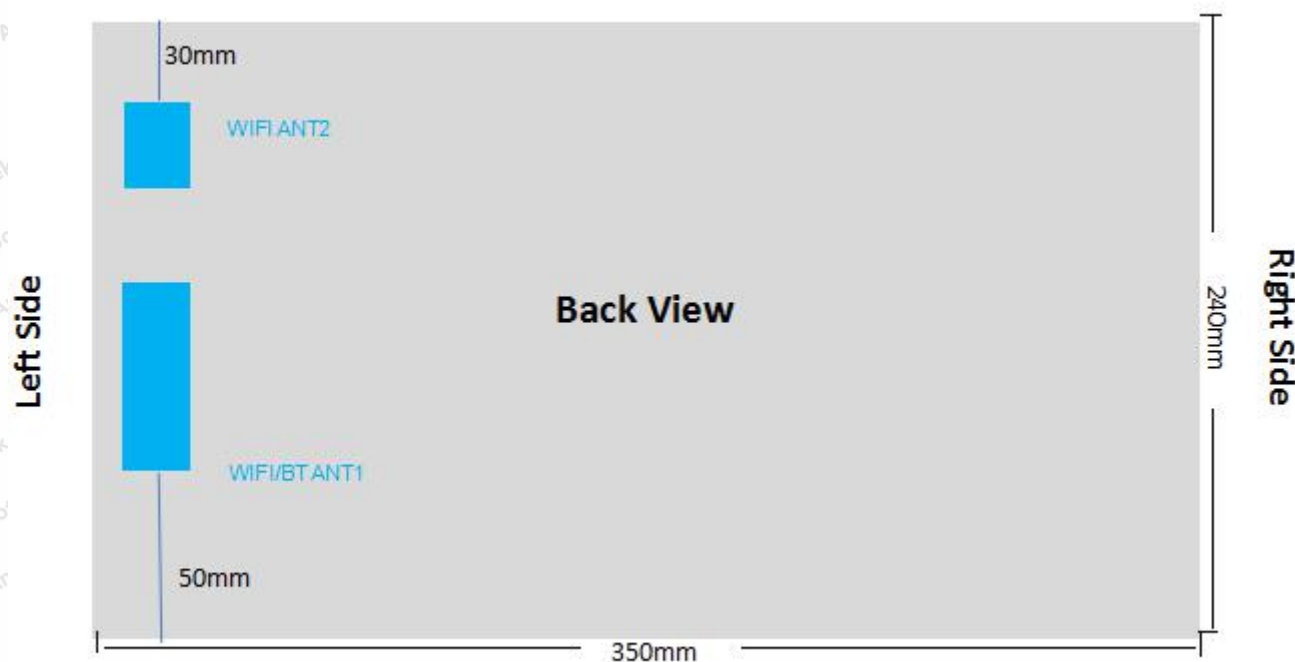 30mm
WIFI ANT2
Left Side
Back View
240mm
Right Side
WIFI/BT ANT1
50mm
350mm